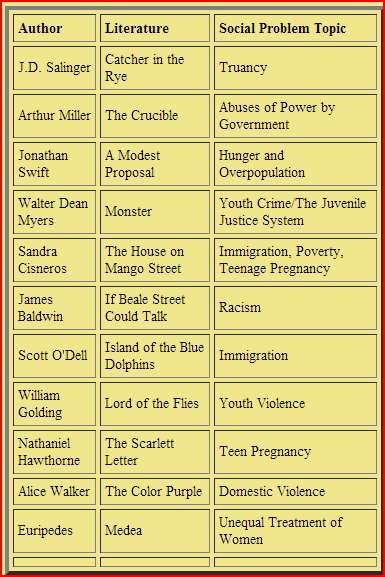 Author Literature Social Problem Topic
J.D. Salinger Catcher in the Rye Truancy
Arthur Miller The Crucible Abuses of Power by Government
Jonathan Swift A Modest Proposal Hunger and Overpopulation
Walter Dean Myers Monster Youth Crime/The Juvenile Justice System
Sandra Cisneros The House on Mango Street Immigration, Poverty, Teenage Pregnancy
James Baldwin If Beale Street Could Talk Racism
Scott O'Dell Island of the Blue Dolphins Immigration
William Golding Lord of the Flies Youth Violence
Nathaniel Hawthorne The Scarlett Letter Teen Pregnancy
Alice Walker The Color Purple Domestic Violence
Euripedes Medea Unequal Treatment of Women